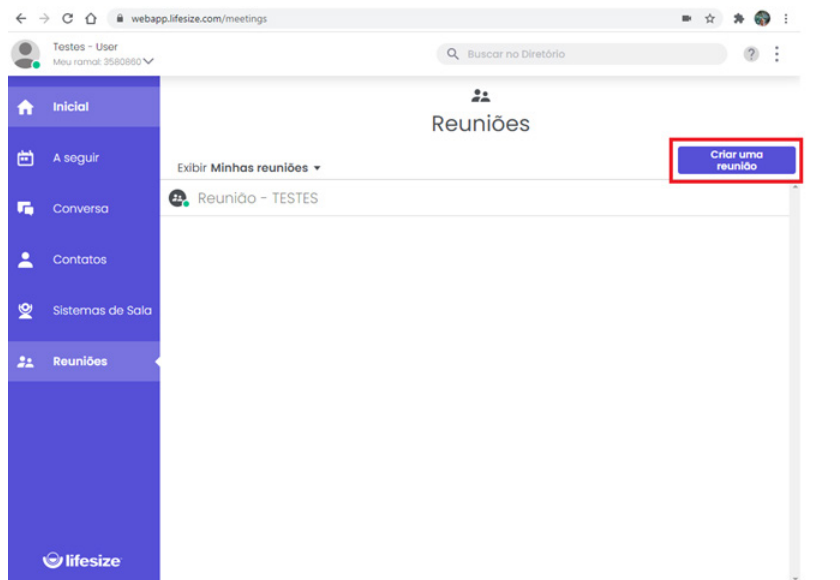 webapp.lifesize.com/meetings
Testes - User
Meu ramal: 3580860
Buscar no Diretório
?
Inicial
Reuniões
A seguir
Exibir Minhas reuniões
Criar uma
reunião
Conversa
Reunião - TESTES
Contatos
Sistemas de Sala
Reuniões
lifesize